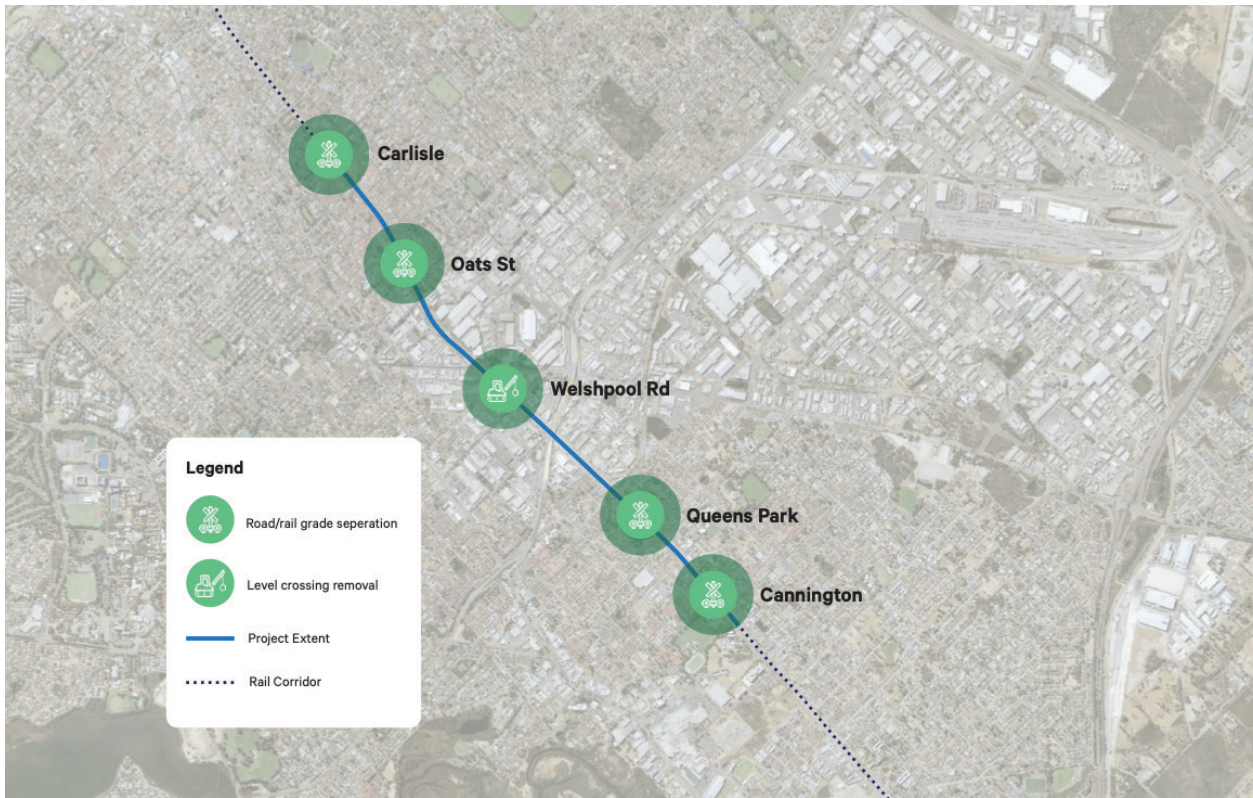 Carlisle
Oats St
Welshpool Rd
Queens Park
Cannington
Legend
Road/rail grade seperation
Level crossing removal
Project Extent
Rail Corridor